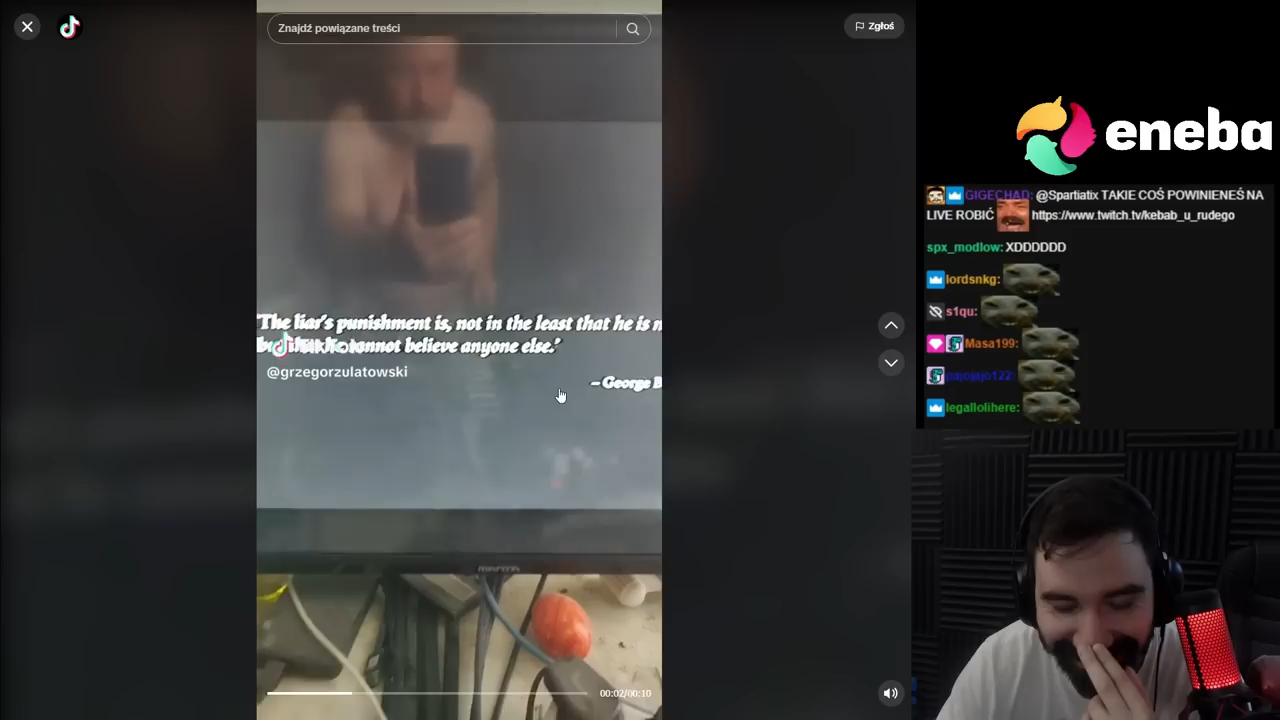 Znajdź powiązane treści
Zgłoś
eneba
GIGECHAD: @Spartiatix TAKIE COŚ POWINIENEŚ NA
LIVE ROBIĆ https://www.twitch.tv/kebab_u_rudego
spx_modlow: XDDDDDD
lordsnkg:
s1qu:
Masa199:
pajojajo122:
legallolihere:
'The liar's punishment is, not in the least that he is
cannot believe anyone else.'
@grzegorzulatowski
– George B
00:02/00:10